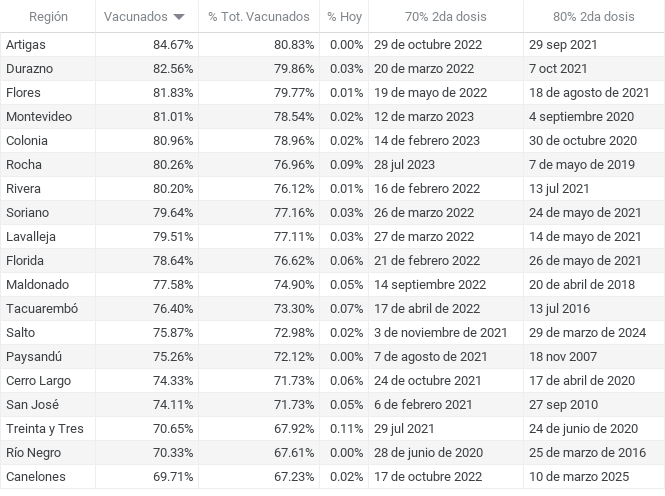 Región Vacunados % Tot. Vacunados % Hoy 70% 2da dosis 80% 2da dosis
Artigas 84.67% 80.83% 0.00% 29 de octubre 2022 29 sep 2021
Durazno 82.56% 79.86% 0.03% 20 de marzo 2022 7 oct 2021
Flores 81.83% 79.77% 0.01% 19 de mayo de 2022 18 de agosto de 2021
Montevideo 81.01% 78.54% 0.02% 12 de marzo 2023 4 septiembre 2020
Colonia 80.96% 78.96% 0.02% 14 de febrero 2023 30 de octubre 2020
Rocha 80.26% 76.96% 0.09% 28 jul 2023 7 de mayo de 2019
Rivera 80.20% 76.12% 0.01% 16 de febrero 2022 13 jul 2021
Soriano 79.64% 77.16% 0.03% 26 de marzo 2022 24 de mayo de 2021
Lavalleja 79.51% 77.11% 0.03% 27 de marzo 2022 14 de mayo de 2021
Florida 78.64% 76.62% 0.06% 21 de febrero 2022 26 de mayo de 2021
Maldonado 77.58% 74.90% 0.05% 14 septiembre 2022 20 de abril de 2018
Tacuarembó 76.40% 73.30% 0.07% 17 de abril de 2022 13 jul 2016
Salto 75.87% 72.98% 0.02% 3 de noviembre de 2021 29 de marzo de 2024
Paysandú 75.26% 72.12% 0.00% 7 de agosto de 2021 18 nov 2007
Cerro Largo 74.33% 71.73% 0.06% 24 de octubre 2021 17 de abril de 2020
San José 74.11% 71.73% 0.05% 6 de febrero 2021 27 sep 2010
Treinta y Tres 70.65% 67.92% 0.11% 29 jul 2021 24 de junio de 2020
Río Negro 70.33% 67.61% 0.00% 28 de junio de 2020 25 de marzo de 2016
Canelones 69.71% 67.23% 0.02% 17 de octubre 2022 10 de marzo 2025